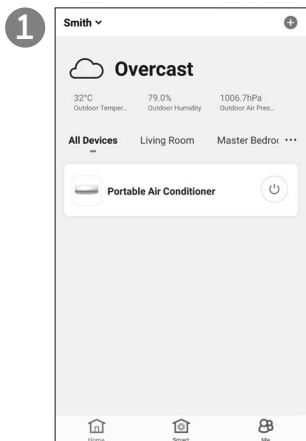 1
Smith
Overcast
32°C 79.0% 1006.7hPa
Outdoor Temper... Outdoor Humidity Outdoor Air Pres...
All Devices Living Room Master Bedroo ...
Portable Air Conditioner
Home Smart Me